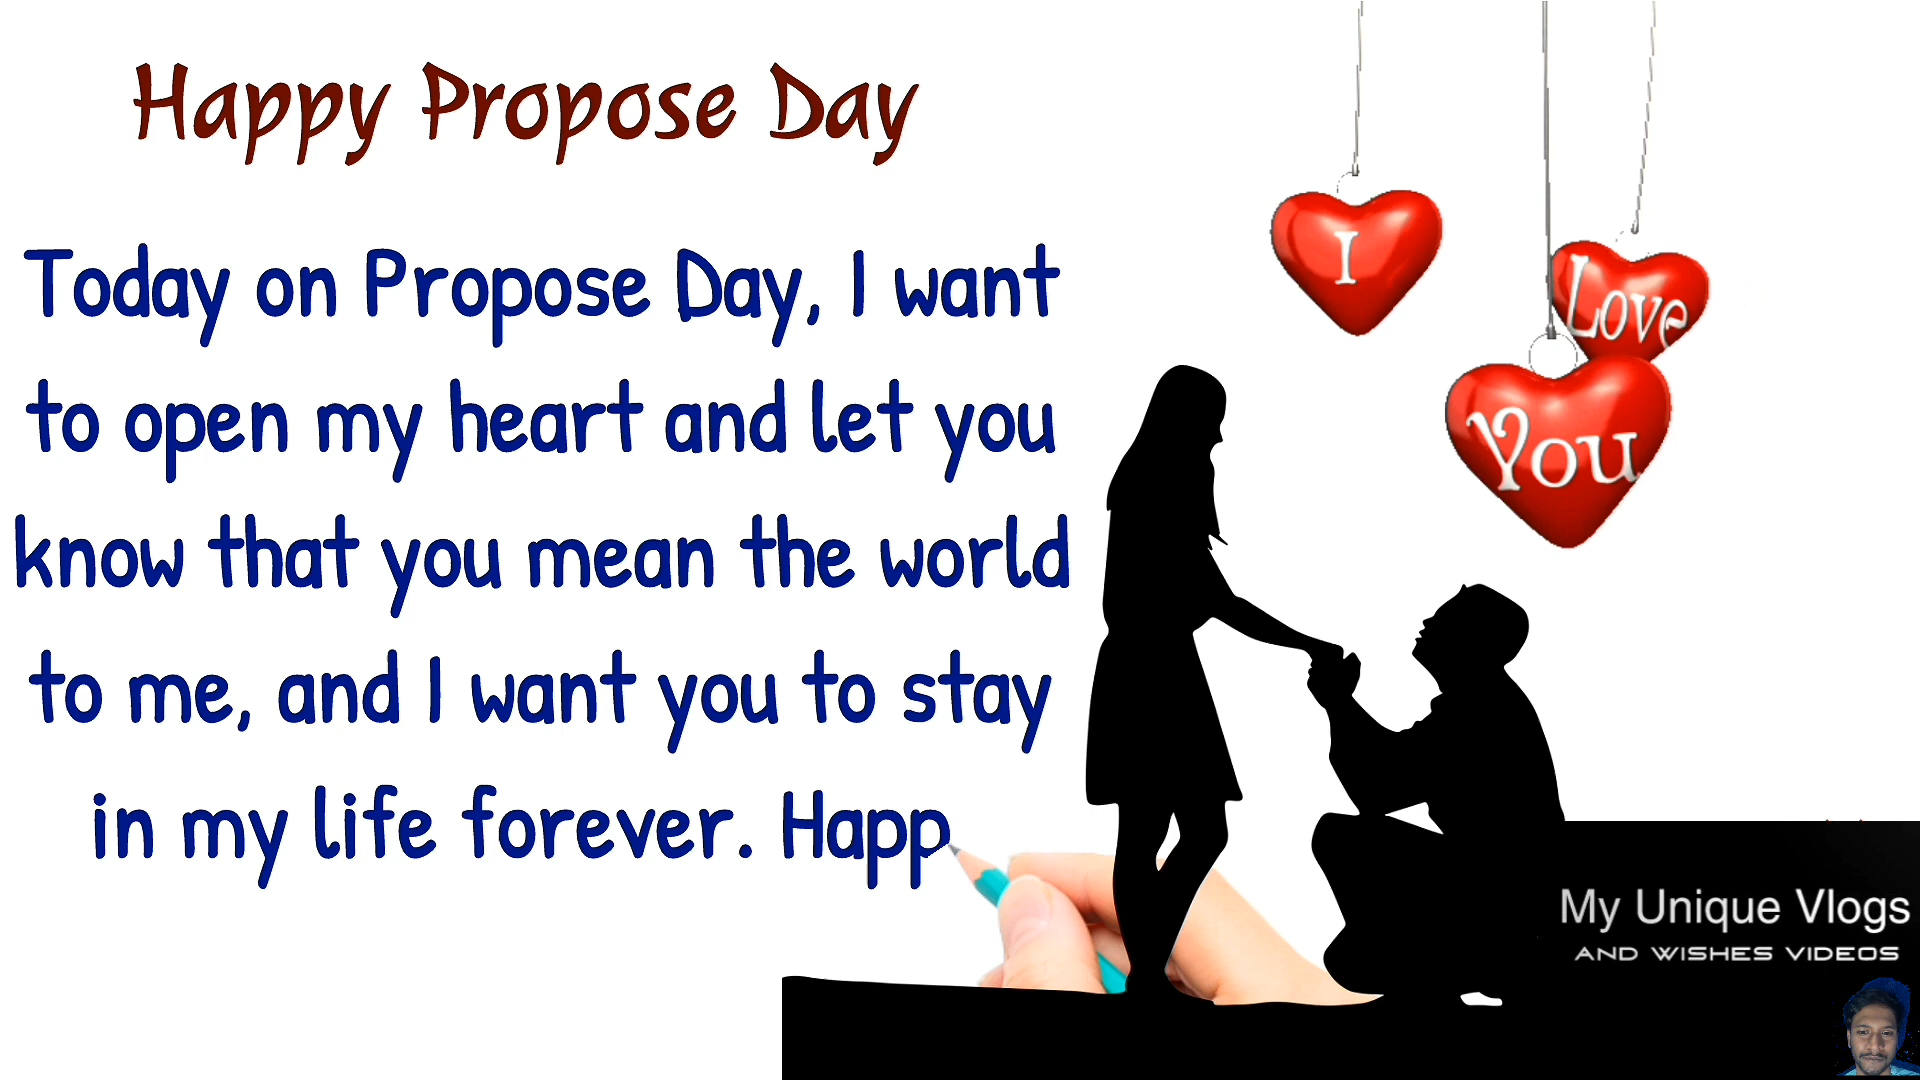 Happy Propose Day
Today on Propose Day, I want
to open my heart and let you
know that you mean the world
to me, and I want you to stay
in my life forever. Happ
I
Love
You
My Unique Vlogs
AND WISHES VIDEOS